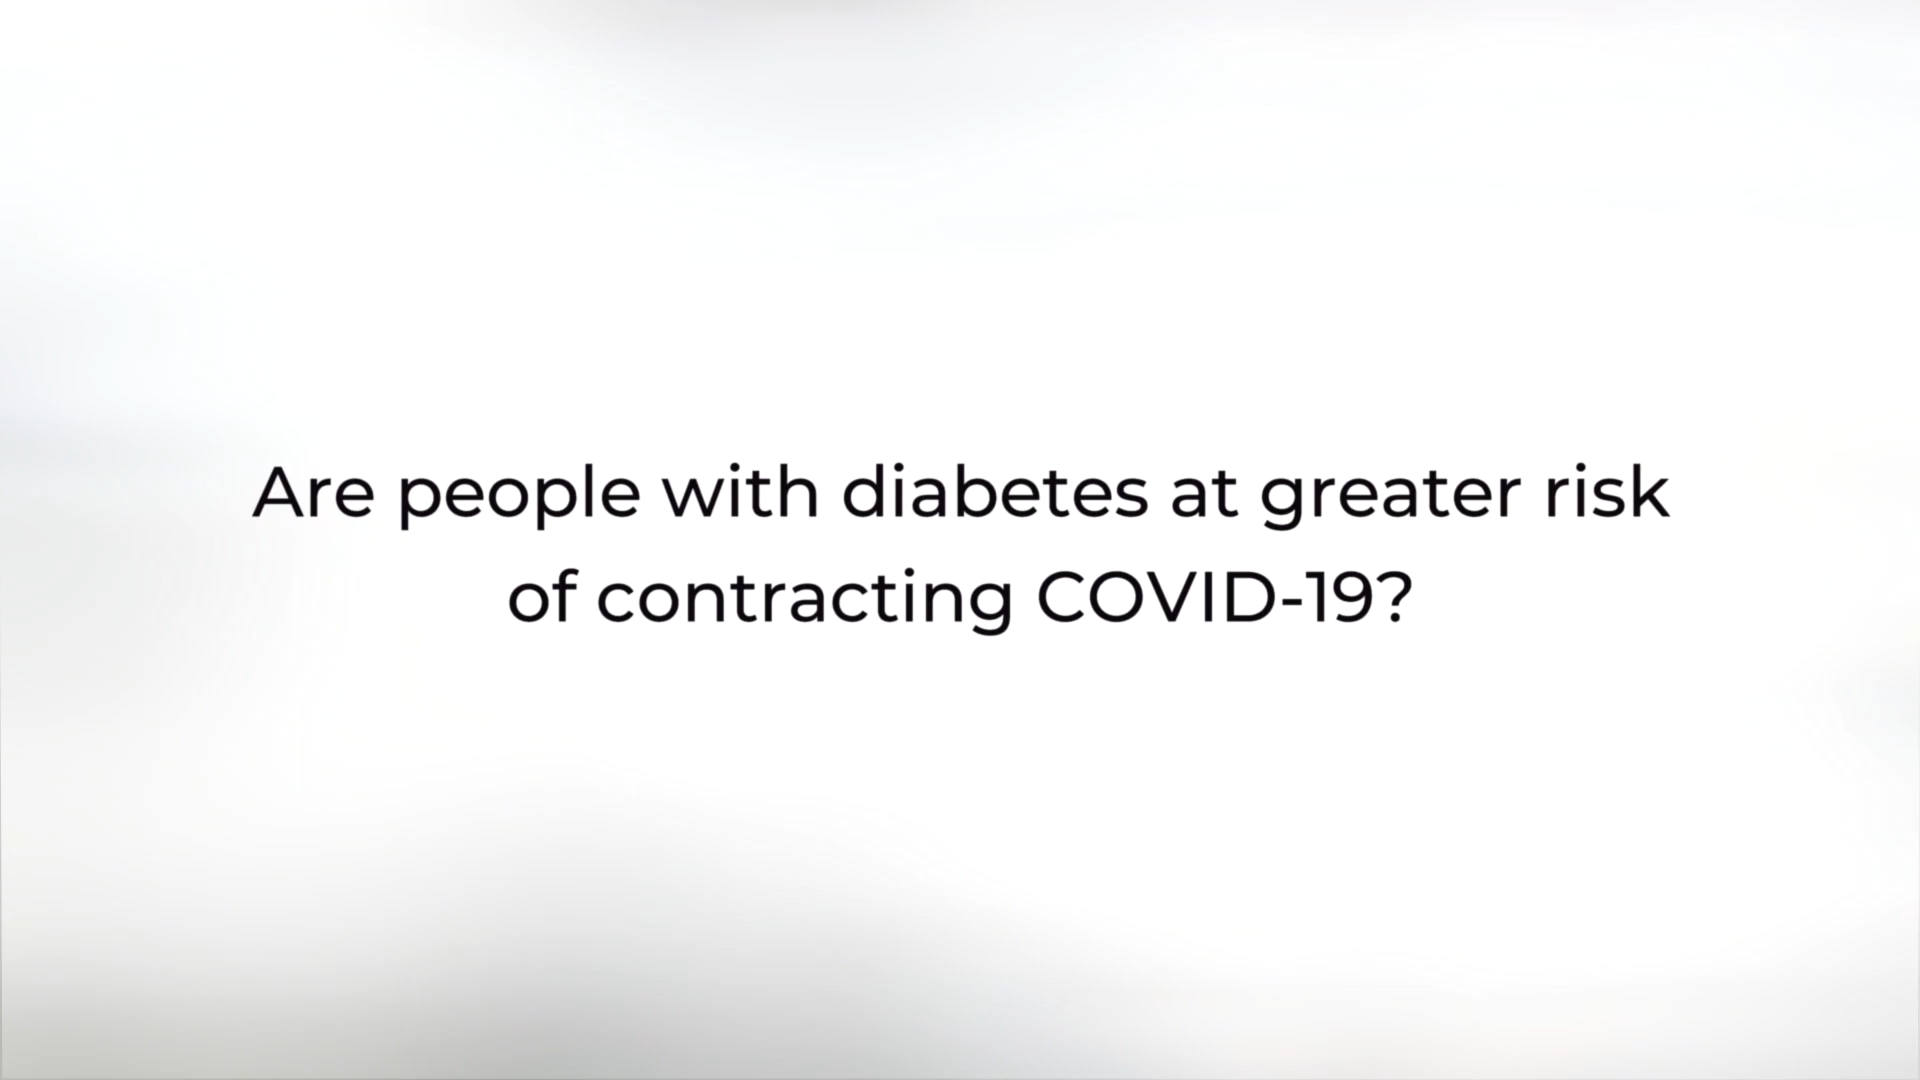 Are people with diabetes at greater risk
of contracting COVID-19?